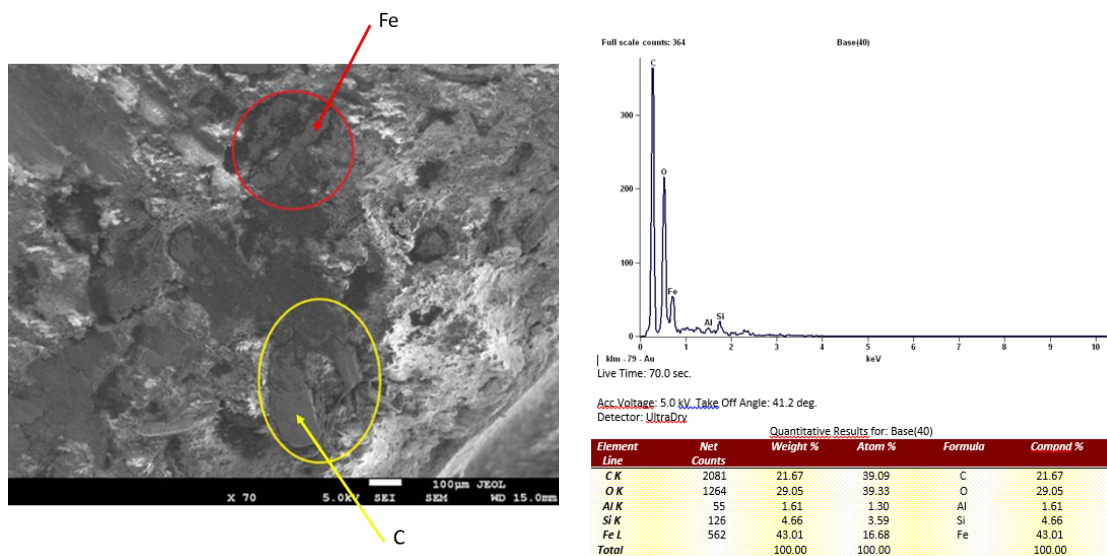 Fe
C
X 70 5.0kV SEI SEM 100µm JEOL WD 15.0mm
Full scale counts: 364 Base(40)
C
O
Fe
Al
Si
300
200
100
0
0 1 2 3 4 5 6 7 8 9 10
klm - 79 - Au keV
Live Time: 70.0 sec.
Acc.Voltage: 5.0 kV Take Off Angle: 41.2 deg.
Detector: UltraDry
Quantitative Results for: Base(40)
Element Line Net Counts Weight % Atom % Formula Compnd %
C K 2081 21.67 39.09 C 21.67
O K 1264 29.05 39.33 O 29.05
Al K 55 1.61 1.30 Al 1.61
Si K 126 4.66 3.59 Si 4.66
Fe L 562 43.01 16.68 Fe 43.01
Total 100.00 100.00 100.00